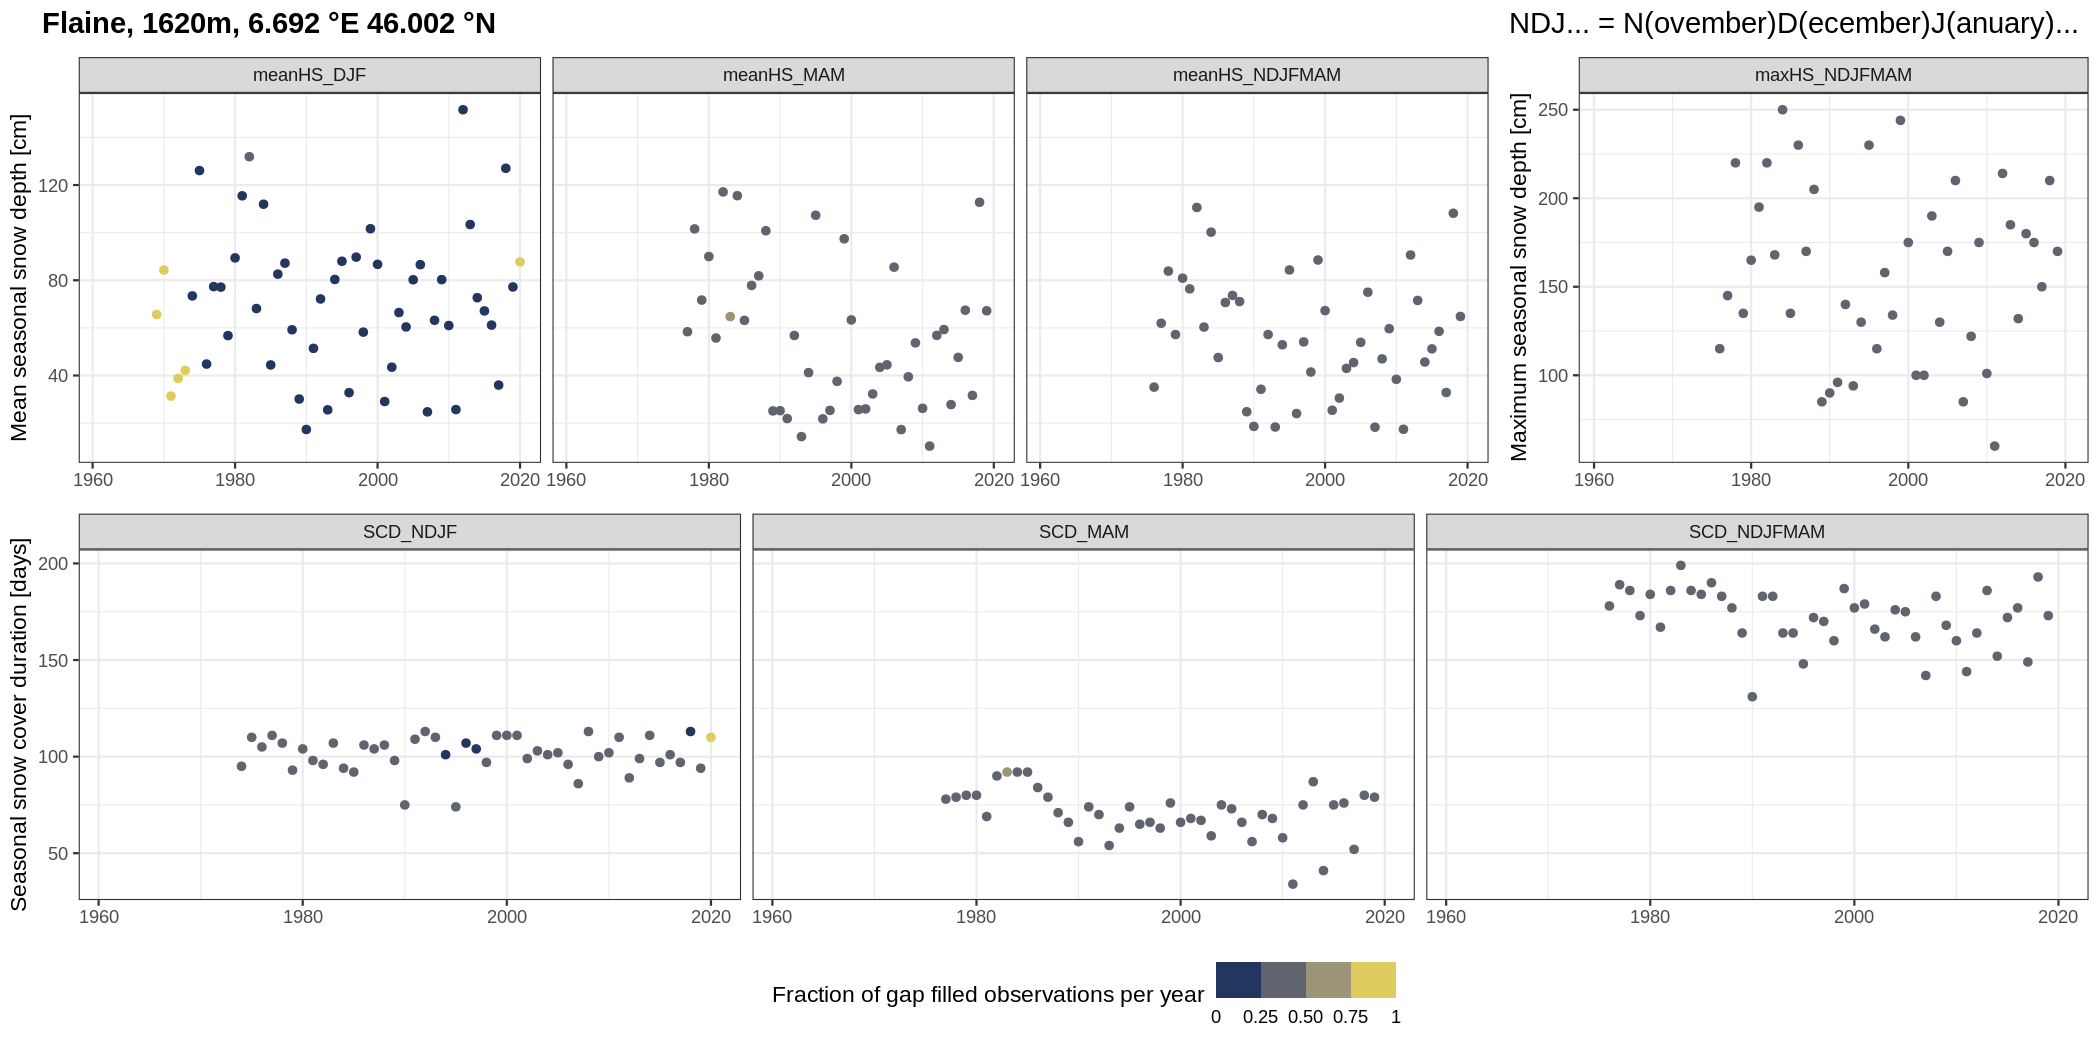 Flaine, 1620m, 6.692 °E 46.002 °N
NDJ... = N(ovember)D(ecember)J(anuary)...
meanHS_DJF
meanHS_MAM
meanHS_NDJFMAM
maxHS_NDJFMAM
Mean seasonal snow depth [cm]
120
80
40
1960 1980 2000 2020
1960 1980 2000 2020
1960 1980 2000 2020
Maximum seasonal snow depth [cm]
250
200
150
100
1960 1980 2000 2020
SCD_NDJF
SCD_MAM
SCD_NDJFMAM
Seasonal snow cover duration [days]
200
150
100
50
1960 1980 2000 2020
1960 1980 2000 2020
1960 1980 2000 2020
Fraction of gap filled observations per year
0 0.25 0.50 0.75 1